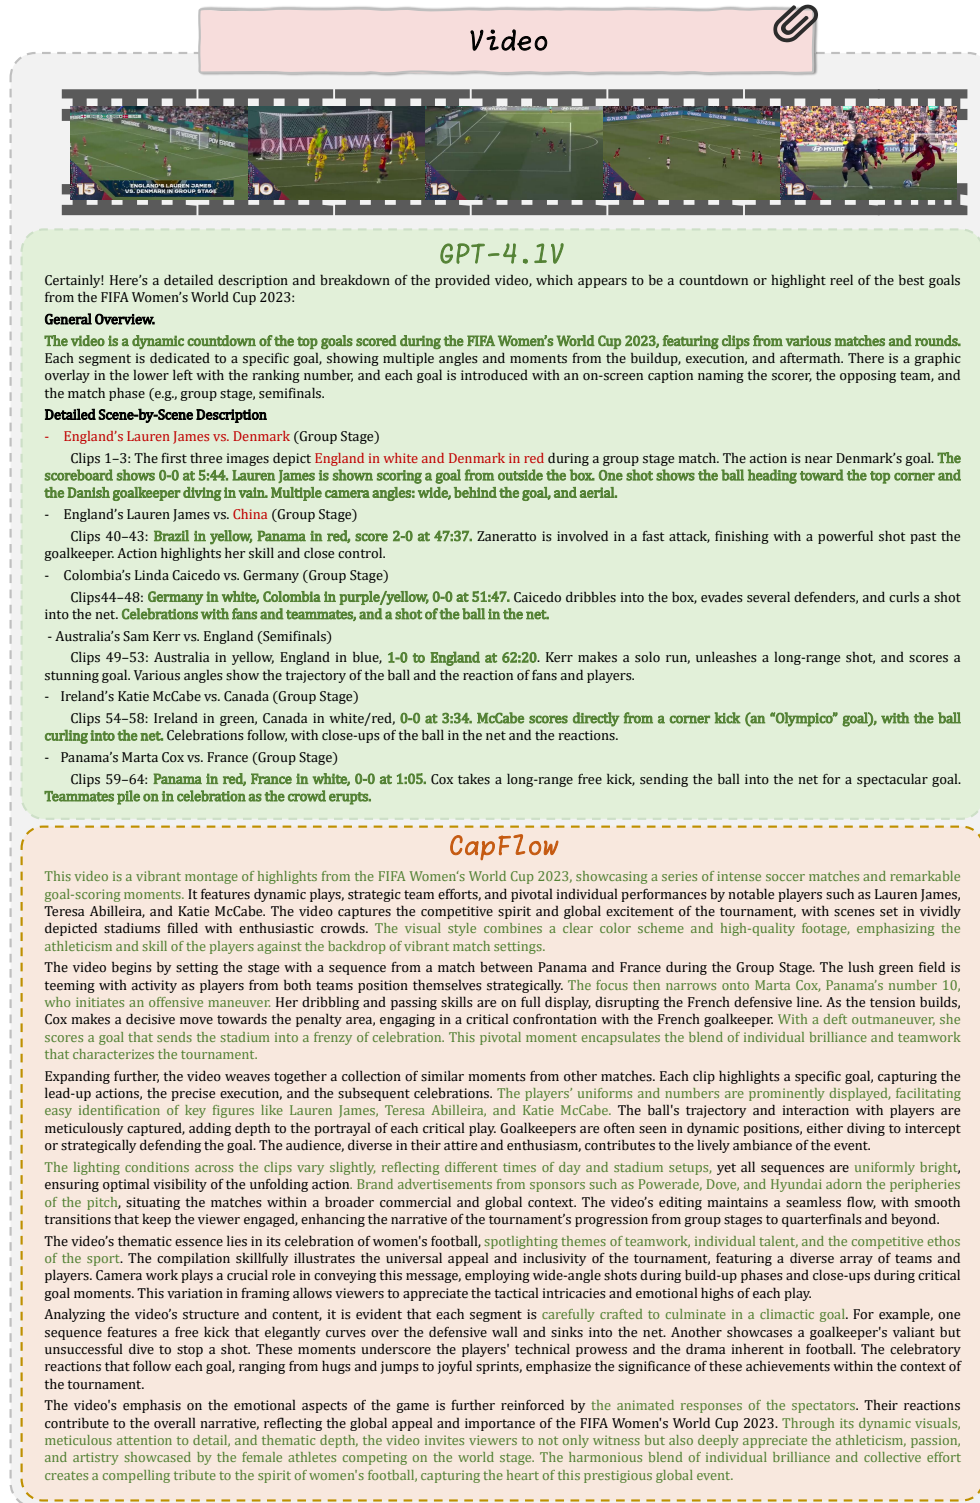 Video
15
ENGLAND'S LAUREN JAMES
VS. DENMARK IN GROUP STAGE
POWERADE
10
QATAR AIRWAYS
12
1
12
HYUNDAI
GPT-4.1V
Certainly! Here's a detailed description and breakdown of the provided video, which appears to be a countdown or highlight reel of the best goals
from the FIFA Women's World Cup 2023:
General Overview.
The video is a dynamic countdown of the top goals scored during the FIFA Women's World Cup 2023, featuring clips from various matches and rounds.
Each segment is dedicated to a specific goal, showing multiple angles and moments from the buildup, execution, and aftermath. There is a graphic
overlay in the lower left with the ranking number, and each goal is introduced with an on-screen caption naming the scorer, the opposing team, and
the match phase (e.g., group stage, semifinals.
Detailed Scene-by-Scene Description
- England's Lauren James vs. Denmark (Group Stage)
Clips 1–3: The first three images depict England in white and Denmark in red during a group stage match. The action is near Denmark's goal. The
scoreboard shows 0-0 at 5:44. Lauren James is shown scoring a goal from outside the box. One shot shows the ball heading toward the top corner and
the Danish goalkeeper diving in vain. Multiple camera angles: wide, behind the goal, and aerial.
- England's Lauren James vs. China (Group Stage)
Clips 40–43: Brazil in yellow, Panama in red, score 2-0 at 47:37. Zaneratto is involved in a fast attack, finishing with a powerful shot past the
goalkeeper. Action highlights her skill and close control.
- Colombia's Linda Caicedo vs. Germany (Group Stage)
Clips44–48: Germany in white, Colombia in purple/yellow, 0-0 at 51:47. Caicedo dribbles into the box, evades several defenders, and curls a shot
into the net. Celebrations with fans and teammates, and a shot of the ball in the net.
- Australia's Sam Kerr vs. England (Semifinals)
Clips 49–53: Australia in yellow, England in blue, 1-0 to England at 62:20. Kerr makes a solo run, unleashes a long-range shot, and scores a
stunning goal. Various angles show the trajectory of the ball and the reaction of fans and players.
- Ireland's Katie McCabe vs. Canada (Group Stage)
Clips 54–58: Ireland in green, Canada in white/red, 0-0 at 3:34. McCabe scores directly from a corner kick (an “Olympico” goal), with the ball
curling into the net. Celebrations follow, with close-ups of the ball in the net and the reactions.
- Panama's Marta Cox vs. France (Group Stage)
Clips 59–64: Panama in red, France in white, 0-0 at 1:05. Cox takes a long-range free kick, sending the ball into the net for a spectacular goal.
Teammates pile on in celebration as the crowd erupts.
CapFlow
This video is a vibrant montage of highlights from the FIFA Women's World Cup 2023, showcasing a series of intense soccer matches and remarkable
goal-scoring moments. It features dynamic plays, strategic team efforts, and pivotal individual performances by notable players such as Lauren James,
Teresa Abilleira, and Katie McCabe. The video captures the competitive spirit and global excitement of the tournament, with scenes set in vividly
depicted stadiums filled with enthusiastic crowds. The visual style combines a clear color scheme and high-quality footage, emphasizing the
athleticism and skill of the players against the backdrop of vibrant match settings.
The video begins by setting the stage with a sequence from a match between Panama and France during the Group Stage. The lush green field is
teeming with activity as players from both teams position themselves strategically. The focus then narrows onto Marta Cox, Panama's number 10,
who initiates an offensive maneuver. Her dribbling and passing skills are on full display, disrupting the French defensive line. As the tension builds,
Cox makes a decisive move towards the penalty area, engaging in a critical confrontation with the French goalkeeper. With a deft outmaneuver, she
scores a goal that sends the stadium into a frenzy of celebration. This pivotal moment encapsulates the blend of individual brilliance and teamwork
that characterizes the tournament.
Expanding further, the video weaves together a collection of similar moments from other matches. Each clip highlights a specific goal, capturing the
lead-up actions, the precise execution, and the subsequent celebrations. The players' uniforms and numbers are prominently displayed, facilitating
easy identification of key figures like Lauren James, Teresa Abilleira, and Katie McCabe. The ball's trajectory and interaction with players are
meticulously captured, adding depth to the portrayal of each critical play. Goalkeepers are often seen in dynamic positions, either diving to intercept
or strategically defending the goal. The audience, diverse in their attire and enthusiasm, contributes to the lively ambiance of the event.
The lighting conditions across the clips vary slightly, reflecting different times of day and stadium setups, yet all sequences are uniformly bright,
ensuring optimal visibility of the unfolding action. Brand advertisements from sponsors such as Powerade, Dove, and Hyundai adorn the peripheries
of the pitch, situating the matches within a broader commercial and global context. The video's editing maintains a seamless flow, with smooth
transitions that keep the viewer engaged, enhancing the narrative of the tournament's progression from group stages to quarterfinals and beyond.
The video's thematic essence lies in its celebration of women's football, spotlighting themes of teamwork, individual talent, and the competitive ethos
of the sport. The compilation skillfully illustrates the universal appeal and inclusivity of the tournament, featuring a diverse array of teams and
players. Camera work plays a crucial role in conveying this message, employing wide-angle shots during build-up phases and close-ups during critical
goal moments. This variation in framing allows viewers to appreciate the tactical intricacies and emotional highs of each play.
Analyzing the video's structure and content, it is evident that each segment is carefully crafted to culminate in a climactic goal. For example, one
sequence features a free kick that elegantly curves over the defensive wall and sinks into the net. Another showcases a goalkeeper's valiant but
unsuccessful dive to stop a shot. These moments underscore the players' technical prowess and the drama inherent in football. The celebratory
reactions that follow each goal, ranging from hugs and jumps to joyful sprints, emphasize the significance of these achievements within the context of
the tournament.
The video's emphasis on the emotional aspects of the game is further reinforced by the animated responses of the spectators. Their reactions
contribute to the overall narrative, reflecting the global appeal and importance of the FIFA Women's World Cup 2023. Through its dynamic visuals,
meticulous attention to detail, and thematic depth, the video invites viewers to not only witness but also deeply appreciate the athleticism, passion,
and artistry showcased by the female athletes competing on the world stage. The harmonious blend of individual brilliance and collective effort
creates a compelling tribute to the spirit of women's football, capturing the heart of this prestigious global event.